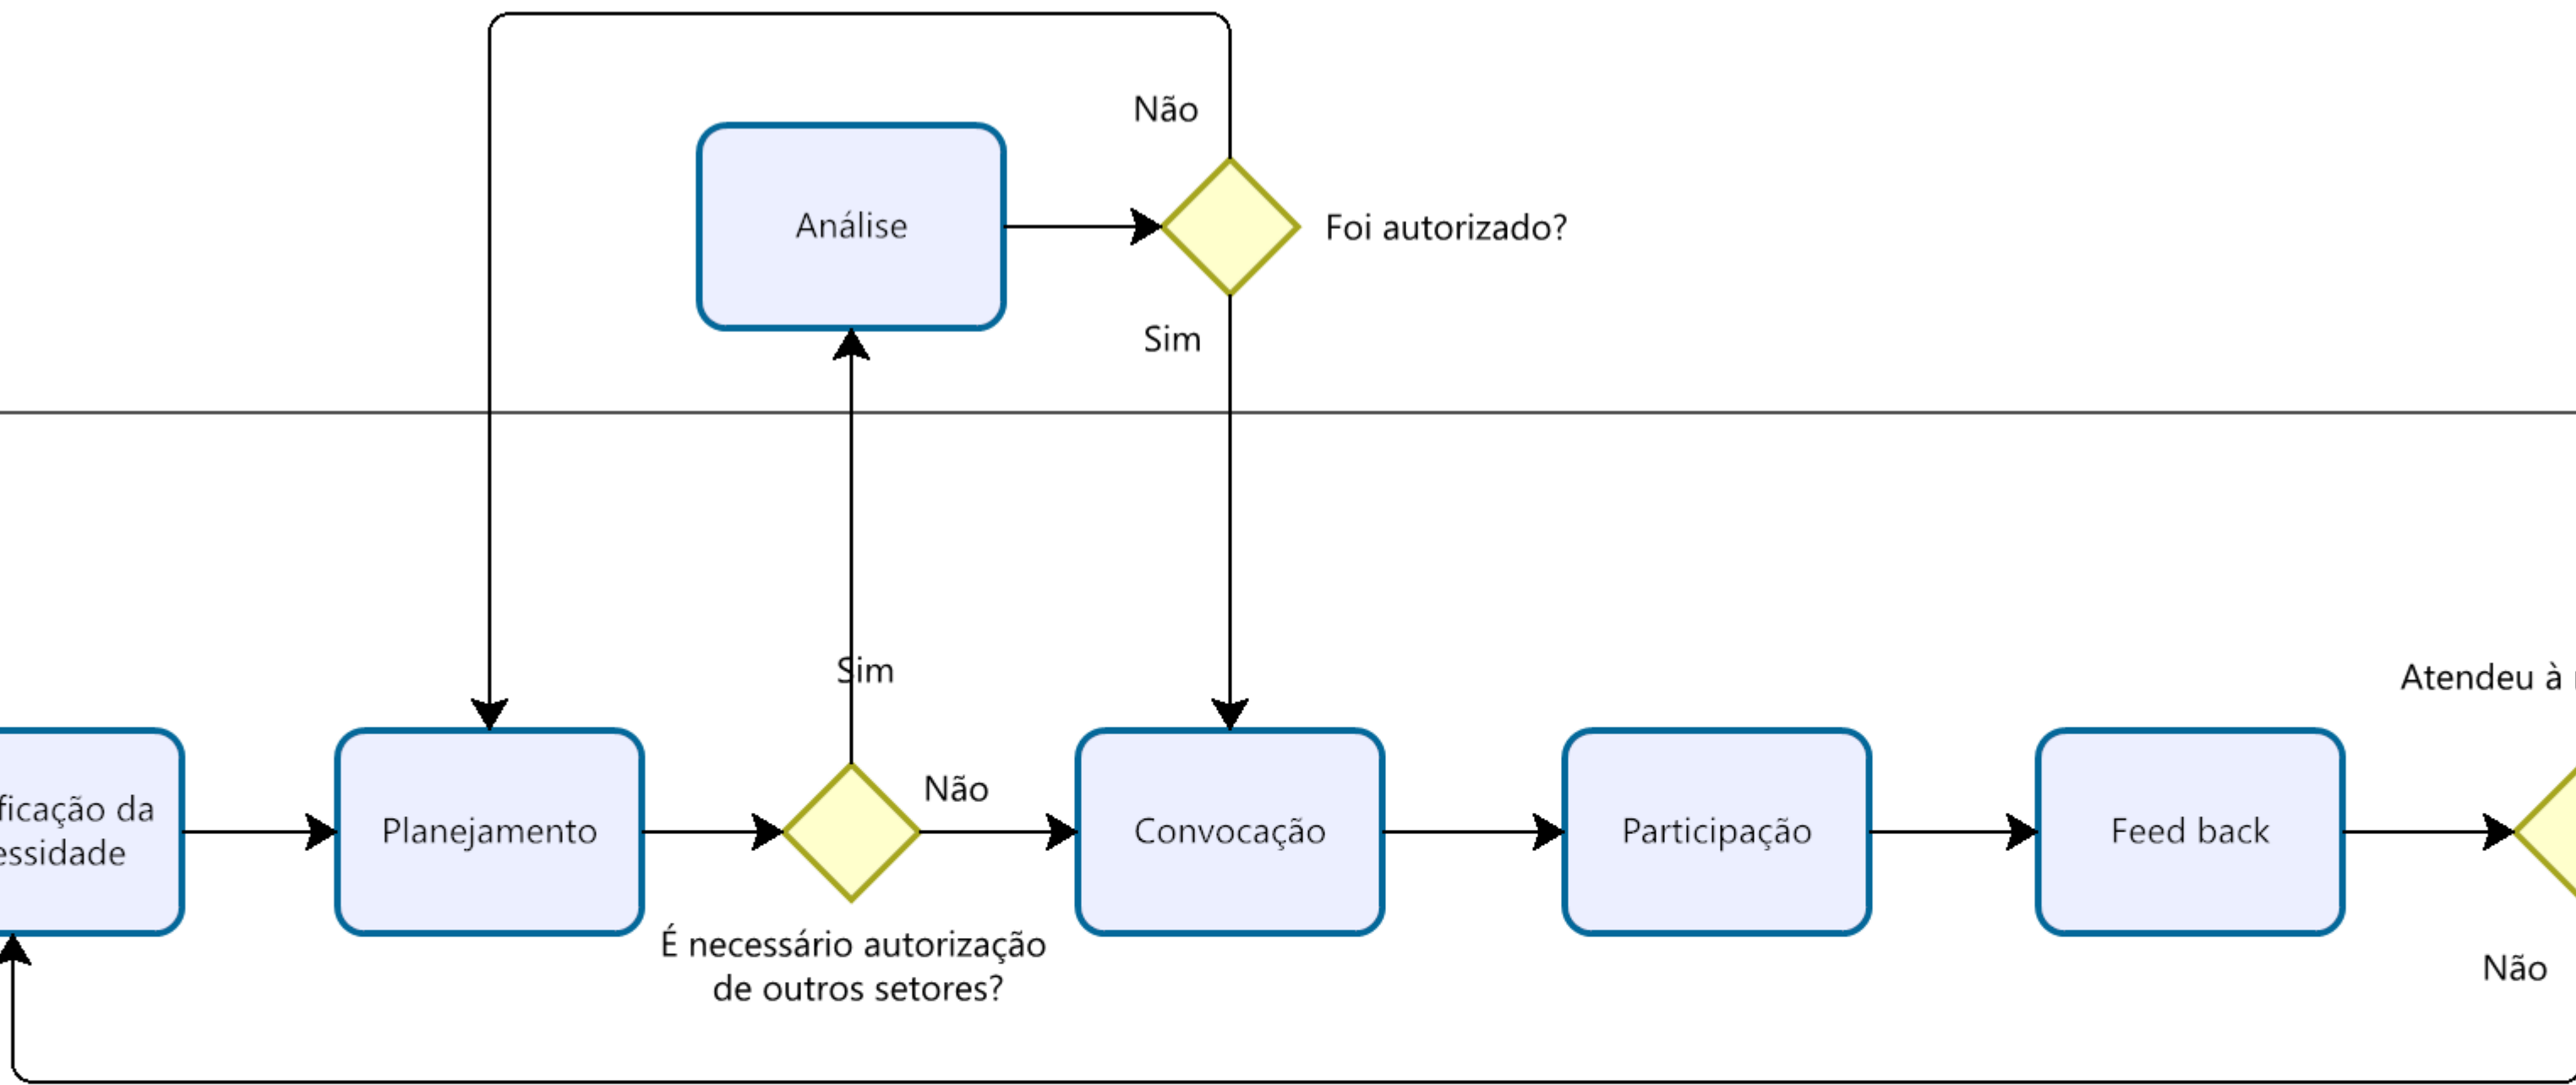 Não
Análise
Foi autorizado?
Sim
Sim
Atendeu à
Não
ficação da
essidade
Planejamento
Convocação
Participação
Feed back
É necessário autorização
de outros setores?
Não